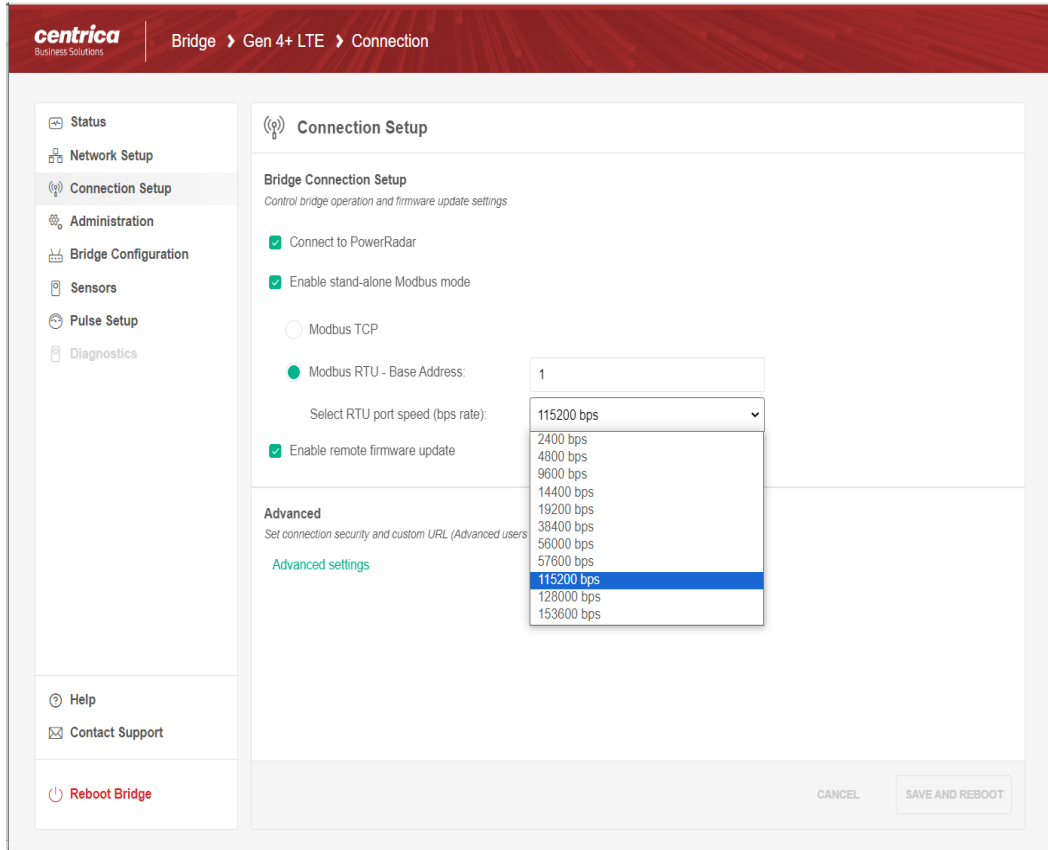 centrica
Business Solutions
Bridge > Gen 4+ LTE > Connection
Status
Network Setup
Connection Setup
Administration
Bridge Configuration
Sensors
Pulse Setup
Diagnostics
Help
Contact Support
Reboot Bridge
Connection Setup
Bridge Connection Setup
Control bridge operation and firmware update settings
Connect to PowerRadar
Enable stand-alone Modbus mode
Modbus TCP
Modbus RTU - Base Address: 1
Select RTU port speed (bps rate): 115200 bps
2400 bps
4800 bps
9600 bps
14400 bps
19200 bps
38400 bps
56000 bps
57600 bps
115200 bps
128000 bps
153600 bps
Enable remote firmware update
Advanced
Set connection security and custom URL (Advanced users
Advanced settings
CANCEL SAVE AND REBOOT